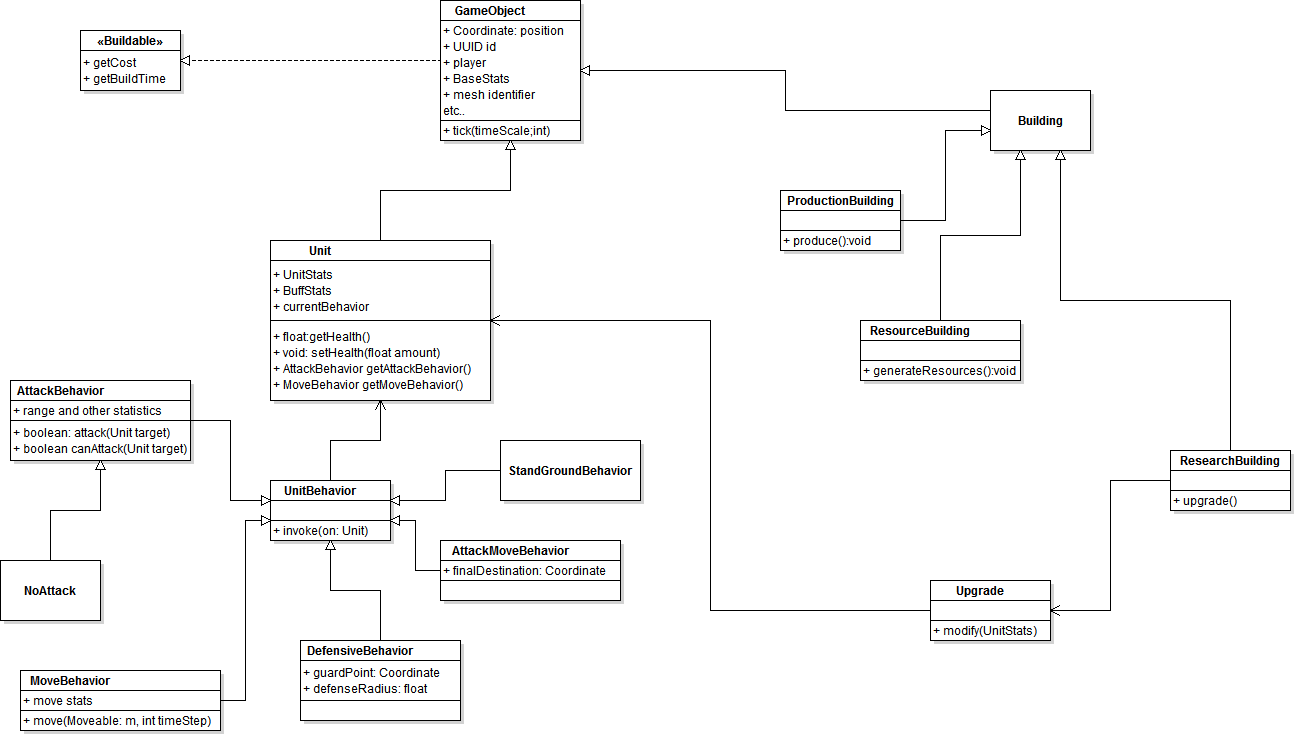 GameObject
+ Coordinate: position
+ UUID id
+ player
+ BaseStats
+ mesh identifier
etc..
+ tick(timeScale;int)
«Buildable»
+ getCost
+ getBuildTime
Building
ProductionBuilding
+ produce():void
Unit
+ UnitStats
+ BuffStats
+ currentBehavior
+ float:getHealth()
+ void: setHealth(float amount)
+ AttackBehavior getAttackBehavior()
+ MoveBehavior getMoveBehavior()
ResourceBuilding
+ generateResources():void
AttackBehavior
+ range and other statistics
+ boolean: attack(Unit target)
+ boolean canAttack(Unit target)
StandGroundBehavior
ResearchBuilding
+ upgrade()
UnitBehavior
+ invoke(on: Unit)
AttackMoveBehavior
+ finalDestination: Coordinate
NoAttack
Upgrade
+ modify(UnitStats)
DefensiveBehavior
+ guardPoint: Coordinate
+ defenseRadius: float
MoveBehavior
+ move stats
+ move(Moveable: m, int timeStep)